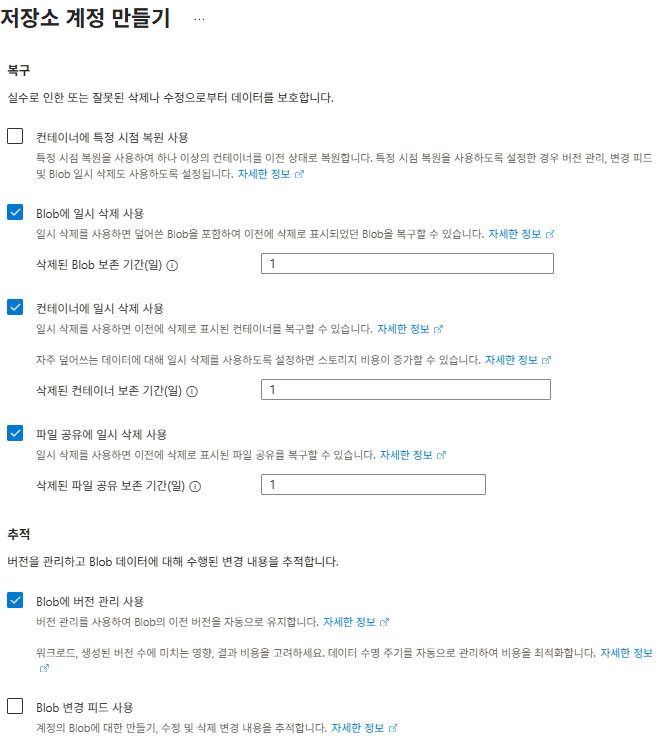 저장소 계정 만들기 ...
복구
실수로 인한 또는 잘못된 삭제나 수정으로부터 데이터를 보호합니다.
컨테이너에 특정 시점 복원 사용
특정 시점 복원을 사용하여 하나 이상의 컨테이너를 이전 상태로 복원합니다. 특정 시점 복원을 사용하도록 설정한 경우 버전 관리, 변경 피드
및 Blob 일시 삭제도 사용하도록 설정됩니다. 자세한 정보
Blob에 일시 삭제 사용
일시 삭제를 사용하면 덮어쓴 Blob을 포함하여 이전에 삭제로 표시되었던 Blob을 복구할 수 있습니다. 자세한 정보
삭제된 Blob 보존 기간(일) 1
컨테이너에 일시 삭제 사용
일시 삭제를 사용하면 이전에 삭제로 표시된 컨테이너를 복구할 수 있습니다. 자세한 정보
자주 덮어쓰는 데이터에 대해 일시 삭제를 사용하도록 설정하면 스토리지 비용이 증가할 수 있습니다. 자세한 정보
삭제된 컨테이너 보존 기간(일) 1
파일 공유에 일시 삭제 사용
일시 삭제를 사용하면 이전에 삭제로 표시된 파일 공유를 복구할 수 있습니다. 자세한 정보
삭제된 파일 공유 보존 기간(일) 1
추적
버전을 관리하고 Blob 데이터에 대해 수행된 변경 내용을 추적합니다.
Blob에 버전 관리 사용
버전 관리를 사용하여 Blob의 이전 버전을 자동으로 유지합니다. 자세한 정보
워크로드, 생성된 버전 수에 미치는 영향, 결과 비용을 고려하세요. 데이터 수명 주기를 자동으로 관리하여 비용을 최적화합니다. 자세한 정보
Blob 변경 피드 사용
계정의 Blob에 대한 만들기, 수정 및 삭제 변경 내용을 추적합니다. 자세한 정보